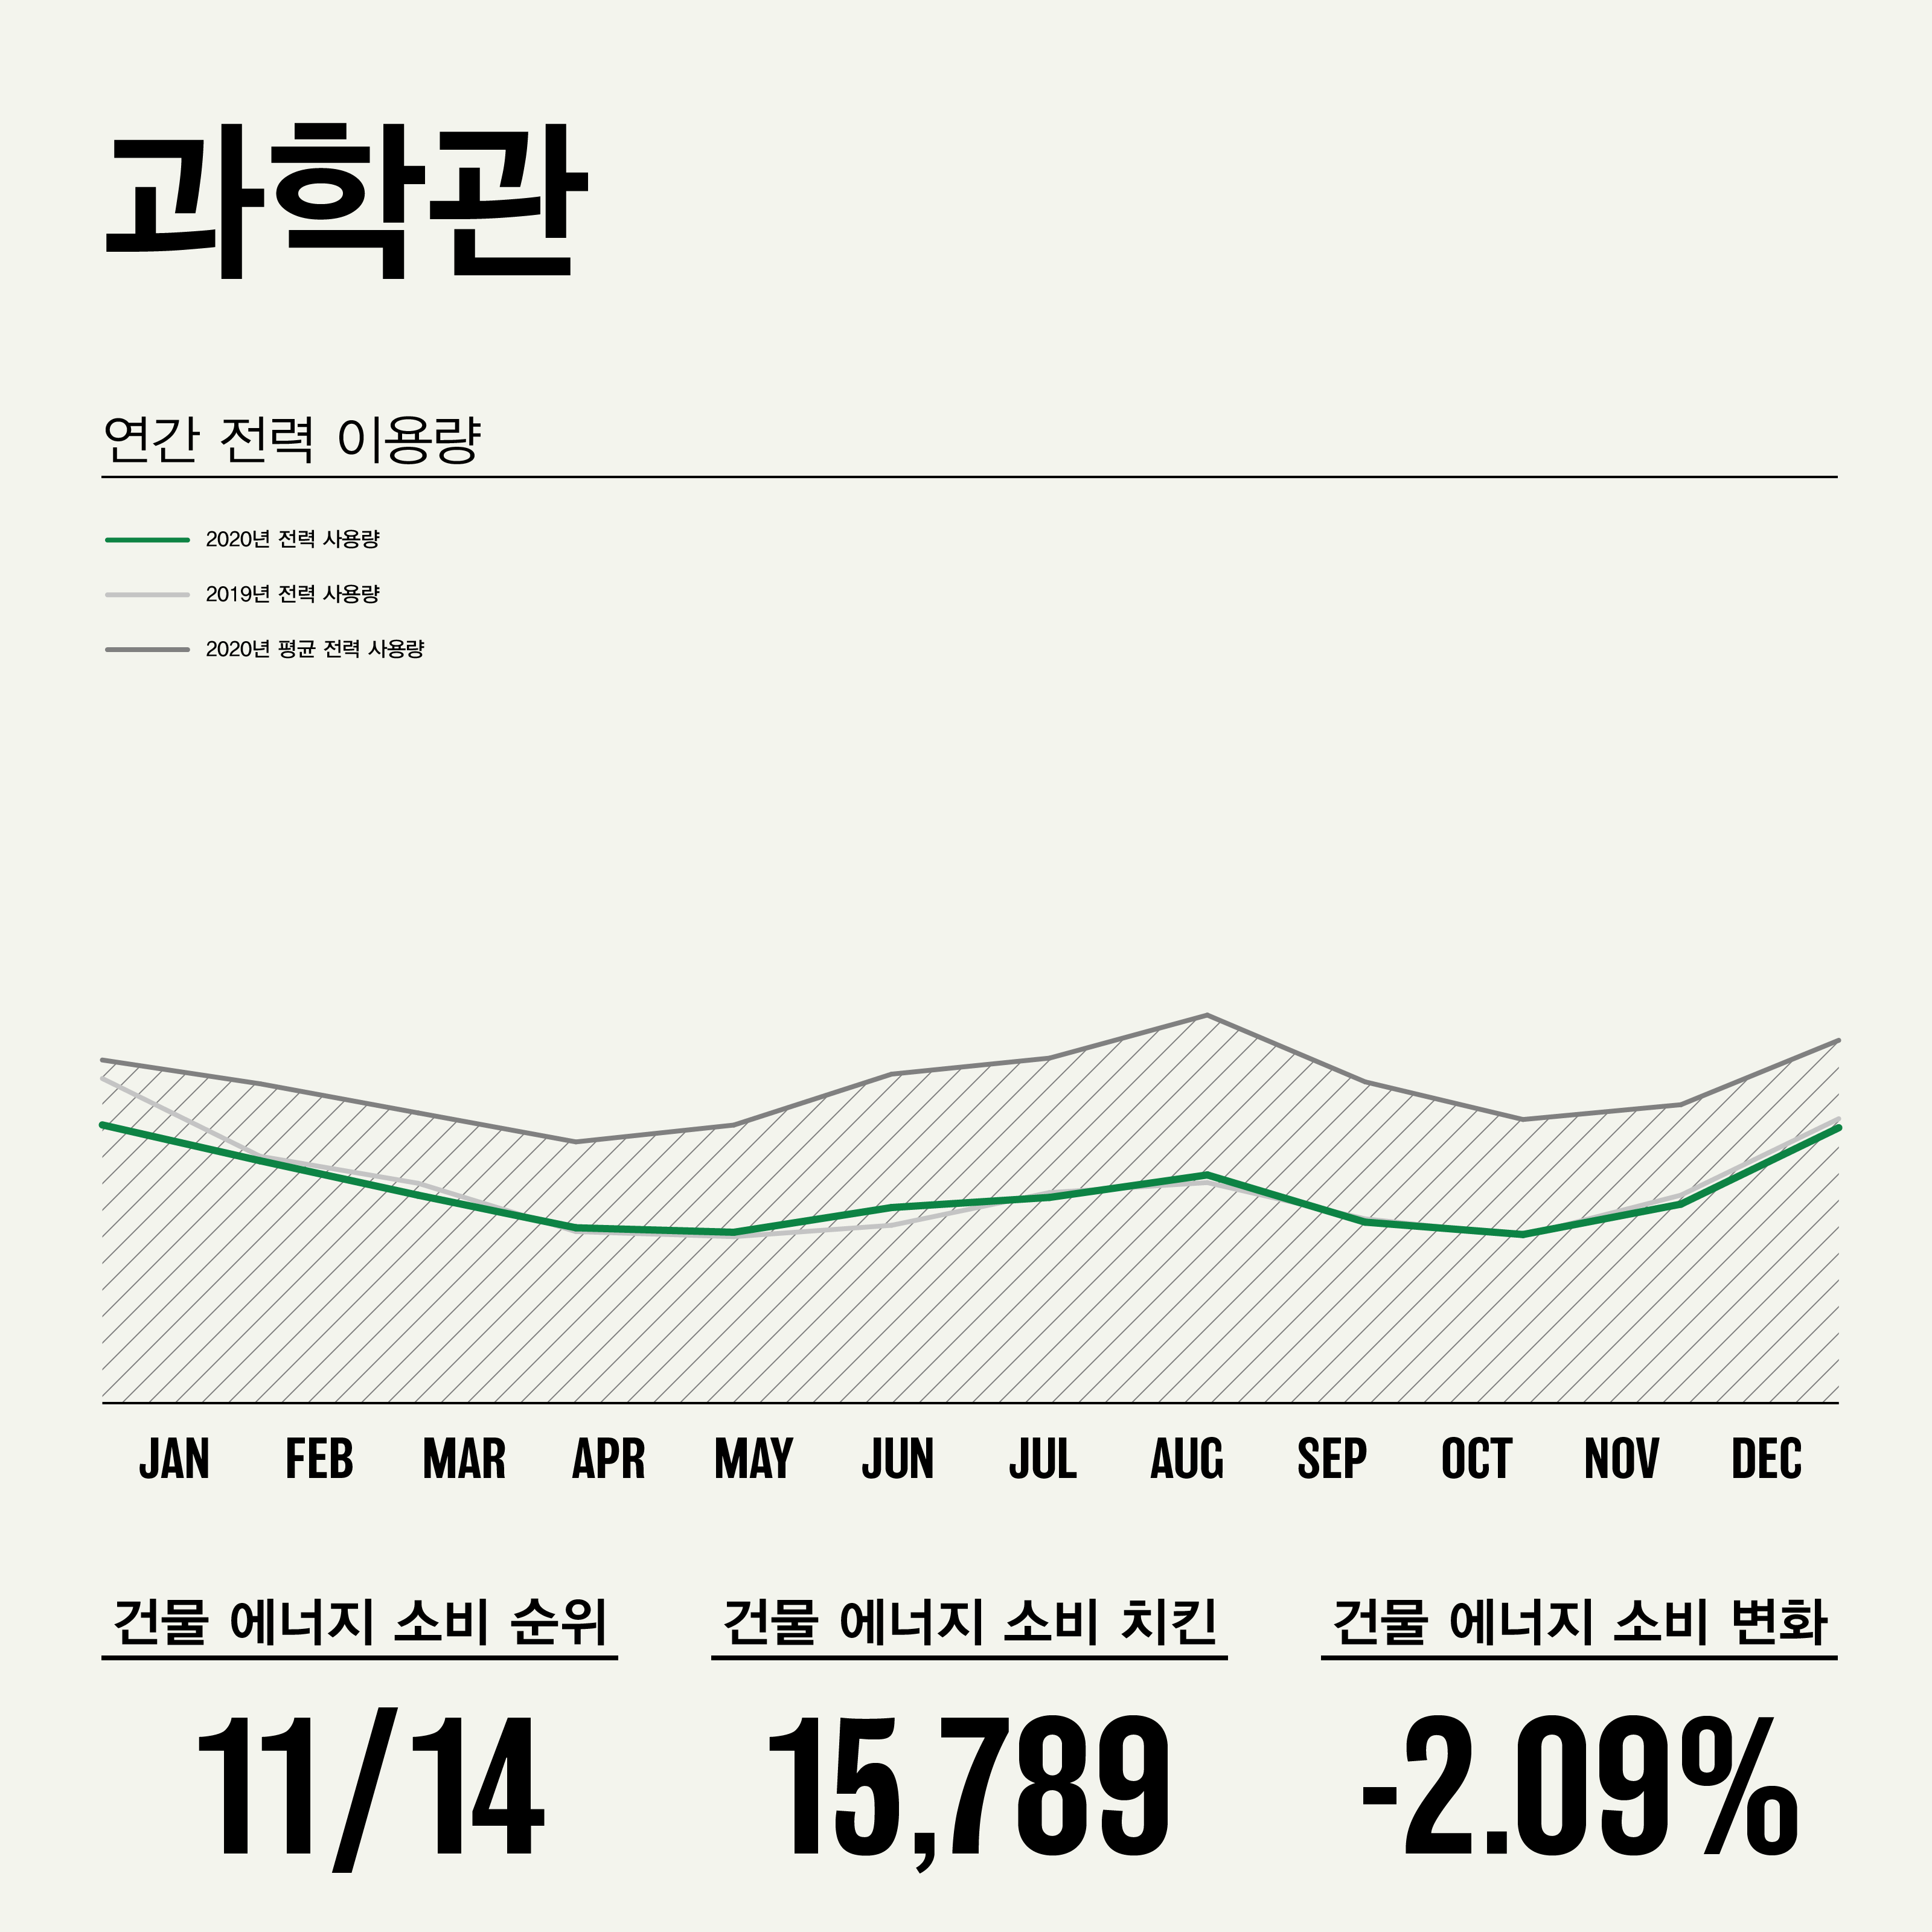 과학관
연간 전력 이용량
2020년 전력 사용량
2019년 전력 사용량
2020년 평균 전력 사용량
JAN FEB MAR APR MAY JUN JUL AUG SEP OCT NOV DEC
건물 에너지 소비 순위
11/14
건물 에너지 소비 치킨
15,789
건물 에너지 소비 변화
-2.09%